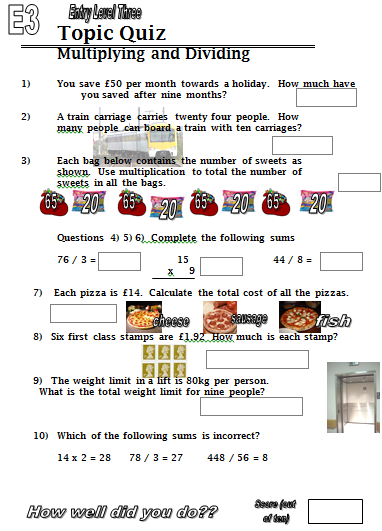 E3
Entry Level Three
Topic Quiz
Multiplying and Dividing
1) You save £50 per month towards a holiday. How much have
you saved after nine months?
2) A train carriage carries twenty four people. How
many people can board a train with ten carriages?
3) Each bag below contains the number of sweets as
shown. Use multiplication to total the number of
sweets in all the bags.
65 20 65 20 65 20 65 20
Questions 4) 5) 6) Complete the following sums
76 / 3 = 15 44 / 8 =
x 9
7) Each pizza is £14. Calculate the total cost of all the pizzas.
cheese sausage fish
8) Six first class stamps are £1.92 How much is each stamp?
9) The weight limit in a lift is 80kg per person.
What is the total weight limit for nine people?
10) Which of the following sums is incorrect?
14 x 2 = 28 78 / 3 = 27 448 / 56 = 8
How well did you do??
Score (out
of ten)